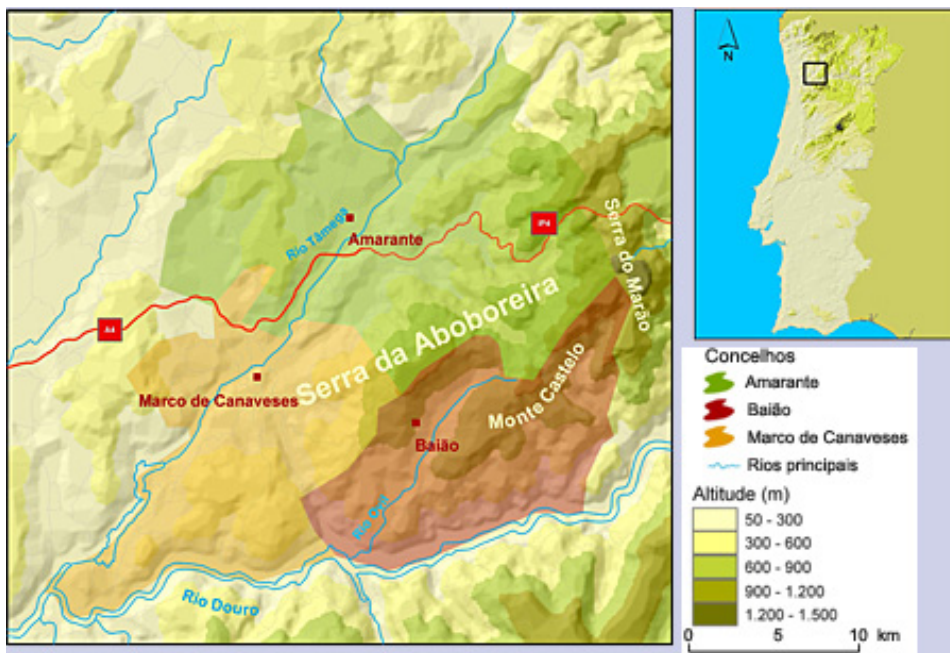 Rio Tâmega
Amarante
IP4
Serra do Marão
A4
Serra da Aboboreira
Marco de Canaveses
Monte Castelo
Baião
Rio Ovil
Rio Douro
N
Concelhos
Amarante
Baião
Marco de Canaveses
Rios principais
Altitude (m)
50 - 300
300 - 600
600 - 900
900 - 1.200
1.200 - 1.500
0 5 10 km